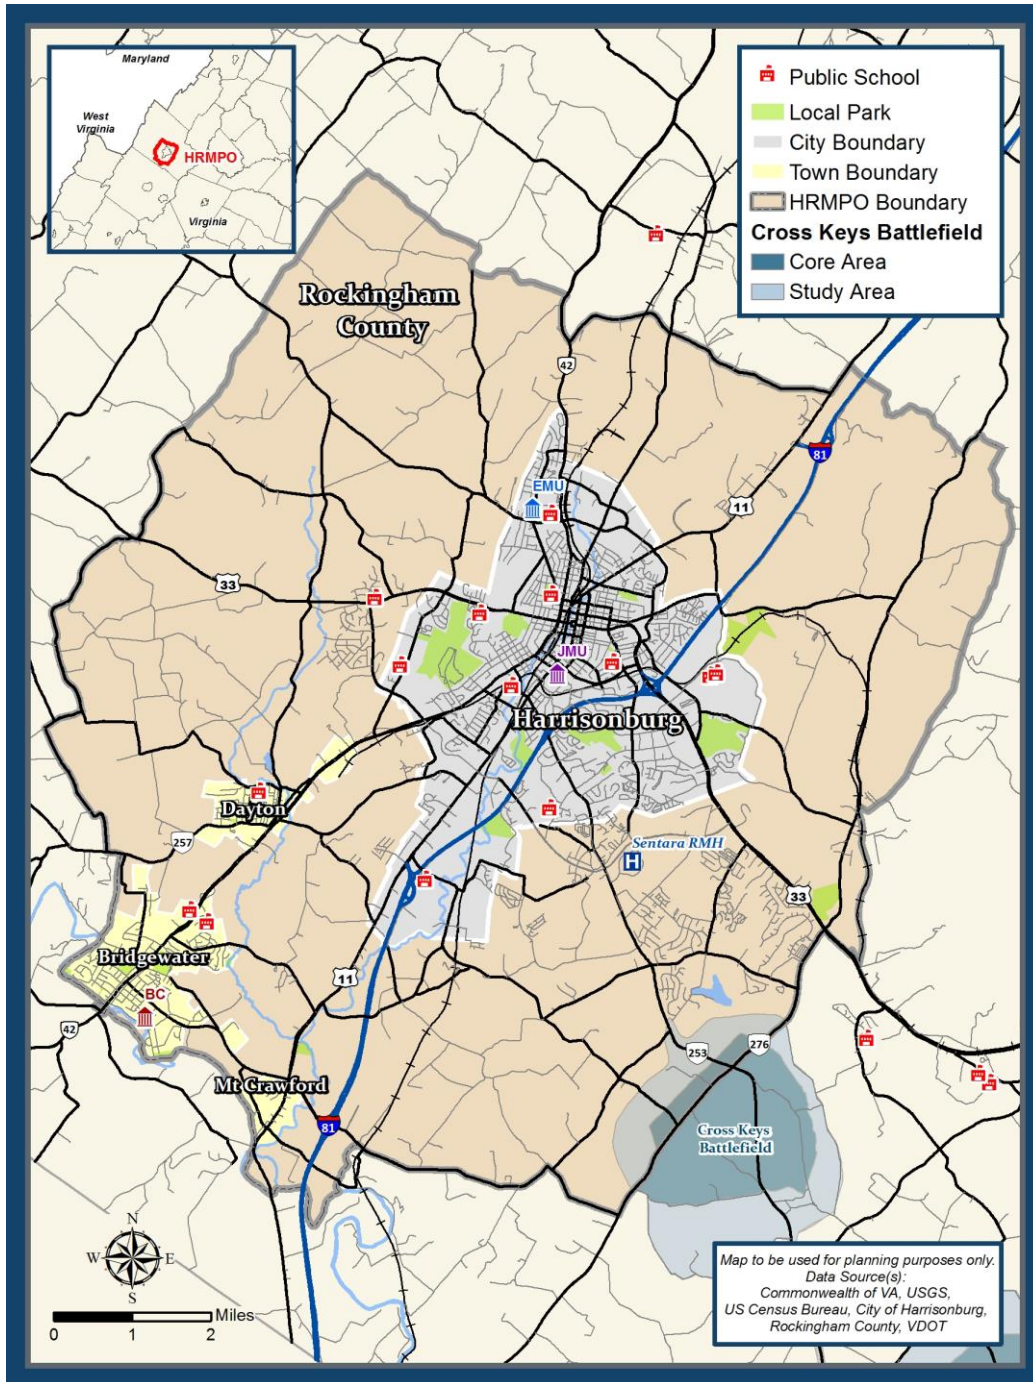 Maryland
West
Virginia
HRMPO
Virginia
Public School
Local Park
City Boundary
Town Boundary
HRMPO Boundary
Cross Keys Battlefield
Core Area
Study Area
Rockingham
County
42
81
EMU
11
33
JMU
Harrisonburg
Dayton
257
Sentara RMH
H
33
Bridgewater
11
BC
42
253
276
Mt Crawford
81
Cross Keys
Battlefield
N
W
E
S
Miles
0
1
2
Map to be used for planning purposes only.
Data Source(s):
Commonwealth of VA, USGS,
US Census Bureau, City of Harrisonburg,
Rockingham County, VDOT